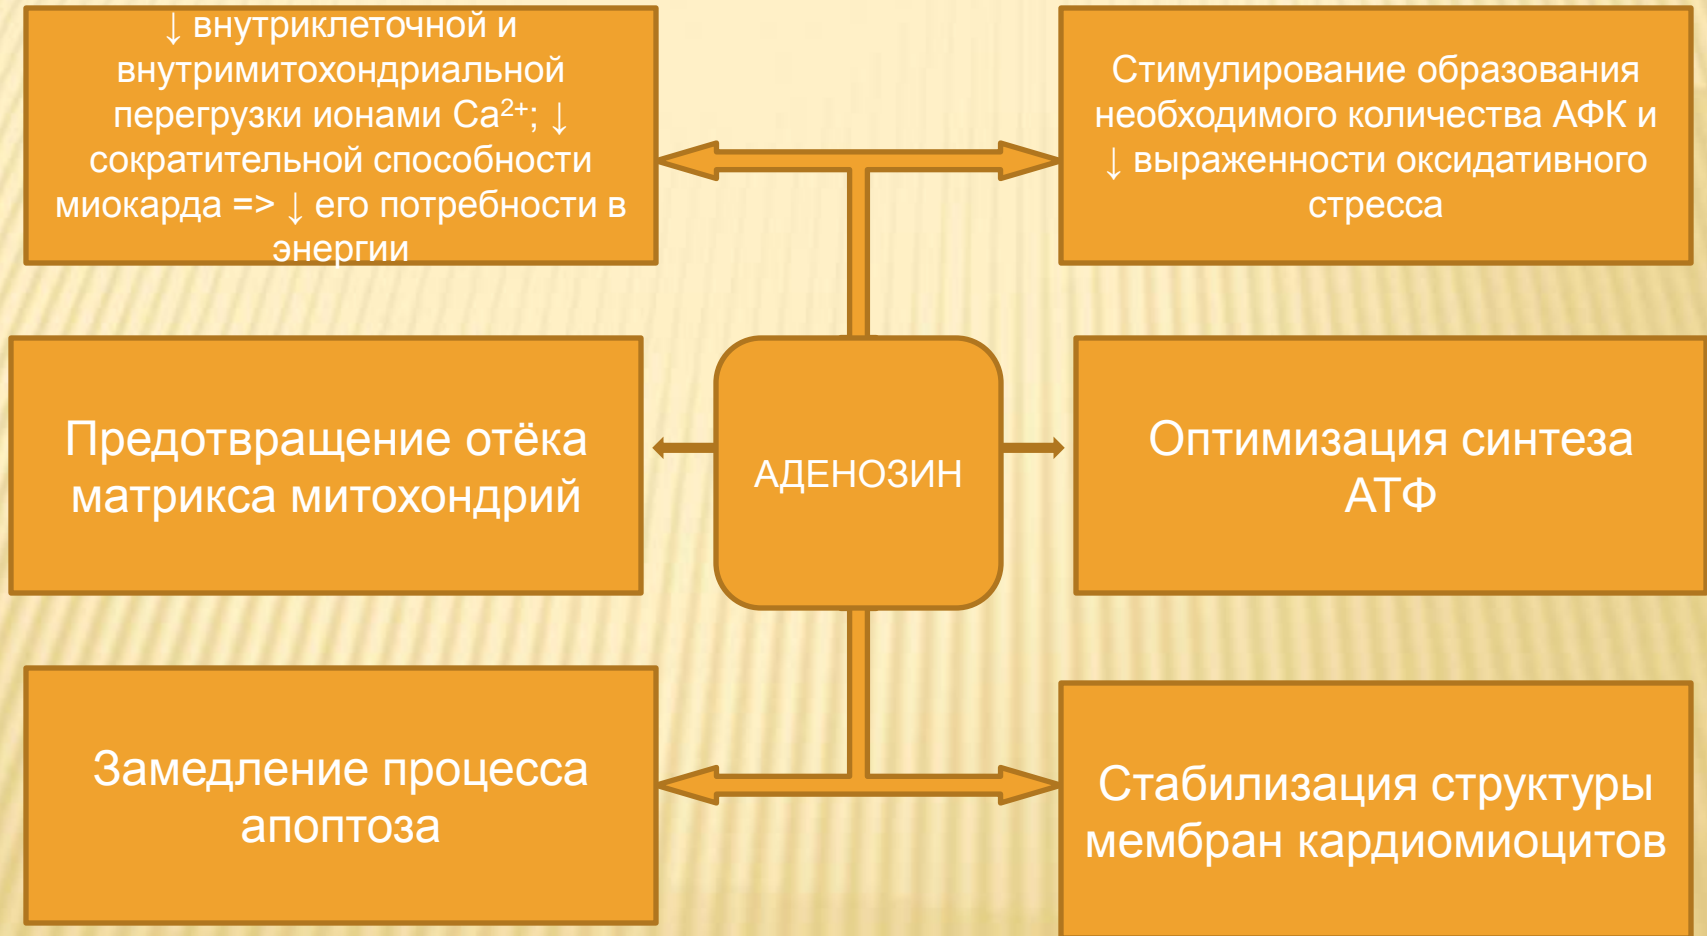 ↓ внутриклеточной и
внутримитохондриальной
перегрузки ионами Ca²⁺; ↓
сократительной способности
миокарда => ↓ его потребности в
энергии
Стимулирование образования
необходимого количества АФК и
↓ выраженности оксидативного
стресса
Предотвращение отёка
матрикса митохондрий
АДЕНОЗИН
Оптимизация синтеза
АТФ
Замедление процесса
апоптоза
Стабилизация структуры
мембран кардиомиоцитов